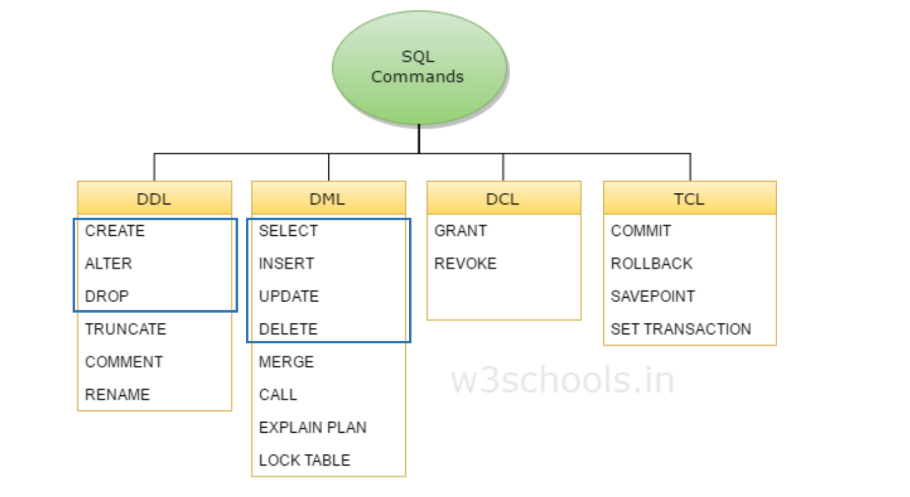 SQL
Commands
DDL
CREATE
ALTER
DROP
TRUNCATE
COMMENT
RENAME
DML
SELECT
INSERT
UPDATE
DELETE
MERGE
CALL
EXPLAIN PLAN
LOCK TABLE
DCL
GRANT
REVOKE
TCL
COMMIT
ROLLBACK
SAVEPOINT
SET TRANSACTION
w3schools.in